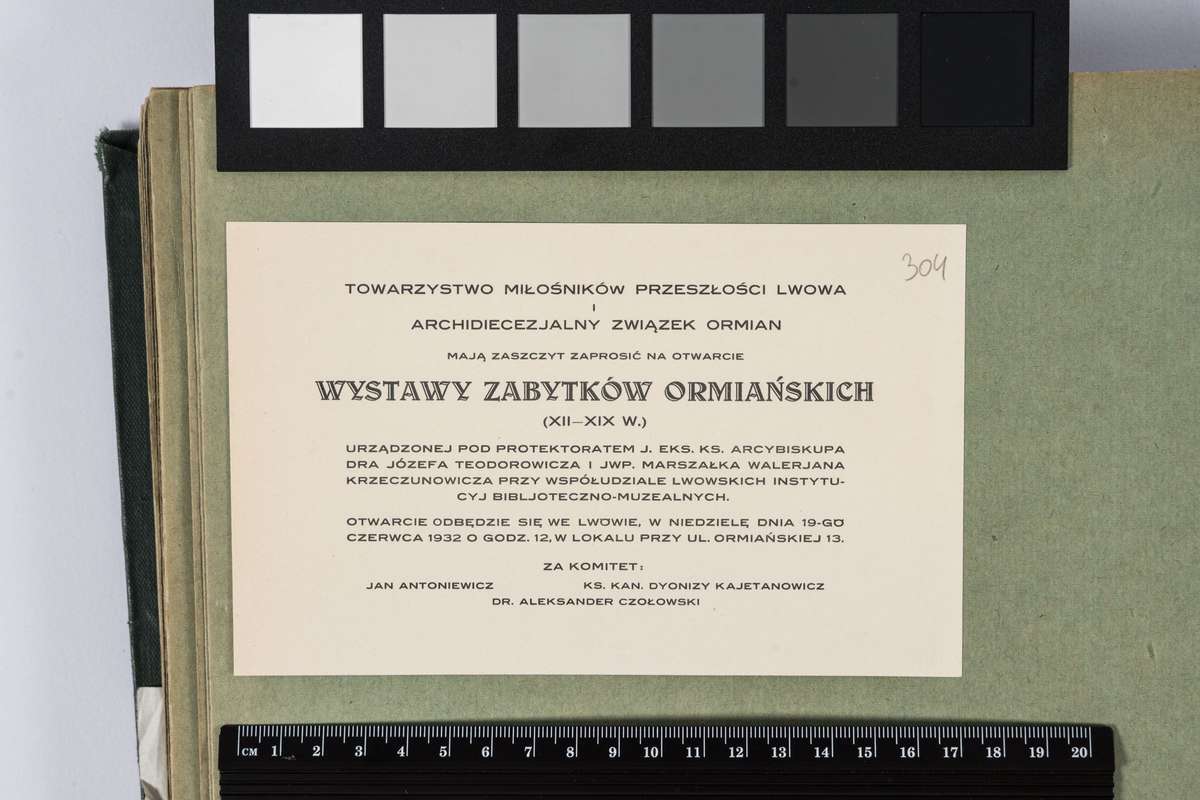 304
TOWARZYSTWO MIŁOŚNIKÓW PRZESZŁOŚCI LWOWA
I
ARCHIDIECEZJALNY ZWIĄZEK ORMIAN
MAJĄ ZASZCZYT ZAPROSIĆ NA OTWARCIE
WYSTAWY ZABYTKÓW ORMIAŃSKICH
(XII—XIX W.)
URZĄDZONEJ POD PROTEKTORATEM J. EKS. KS. ARCYBISKUPA
DRA JÓZEFA TEODOROWICZA I JWP. MARSZAŁKA WALERJANA
KRZECZUNOWICZA PRZY WSPÓŁUDZIALE LWOWSKICH INSTYTU-
CYJ BIBLJOTECZNO-MUZEALNYCH.
OTWARCIE ODBĘDZIE SIĘ WE LWOWIE, W NIEDZIELĘ DNIA 19-GO
CZERWCA 1932 O GODZ. 12, W LOKALU PRZY UL. ORMIAŃSKIEJ 13.
ZA KOMITET:
JAN ANTONIEWICZ KS. KAN. DYONIZY KAJETANOWICZ
DR. ALEKSANDER CZOŁOWSKI
CM 1 2 3 4 5 6 7 8 9 10 11 12 13 14 15 16 17 18 19 20